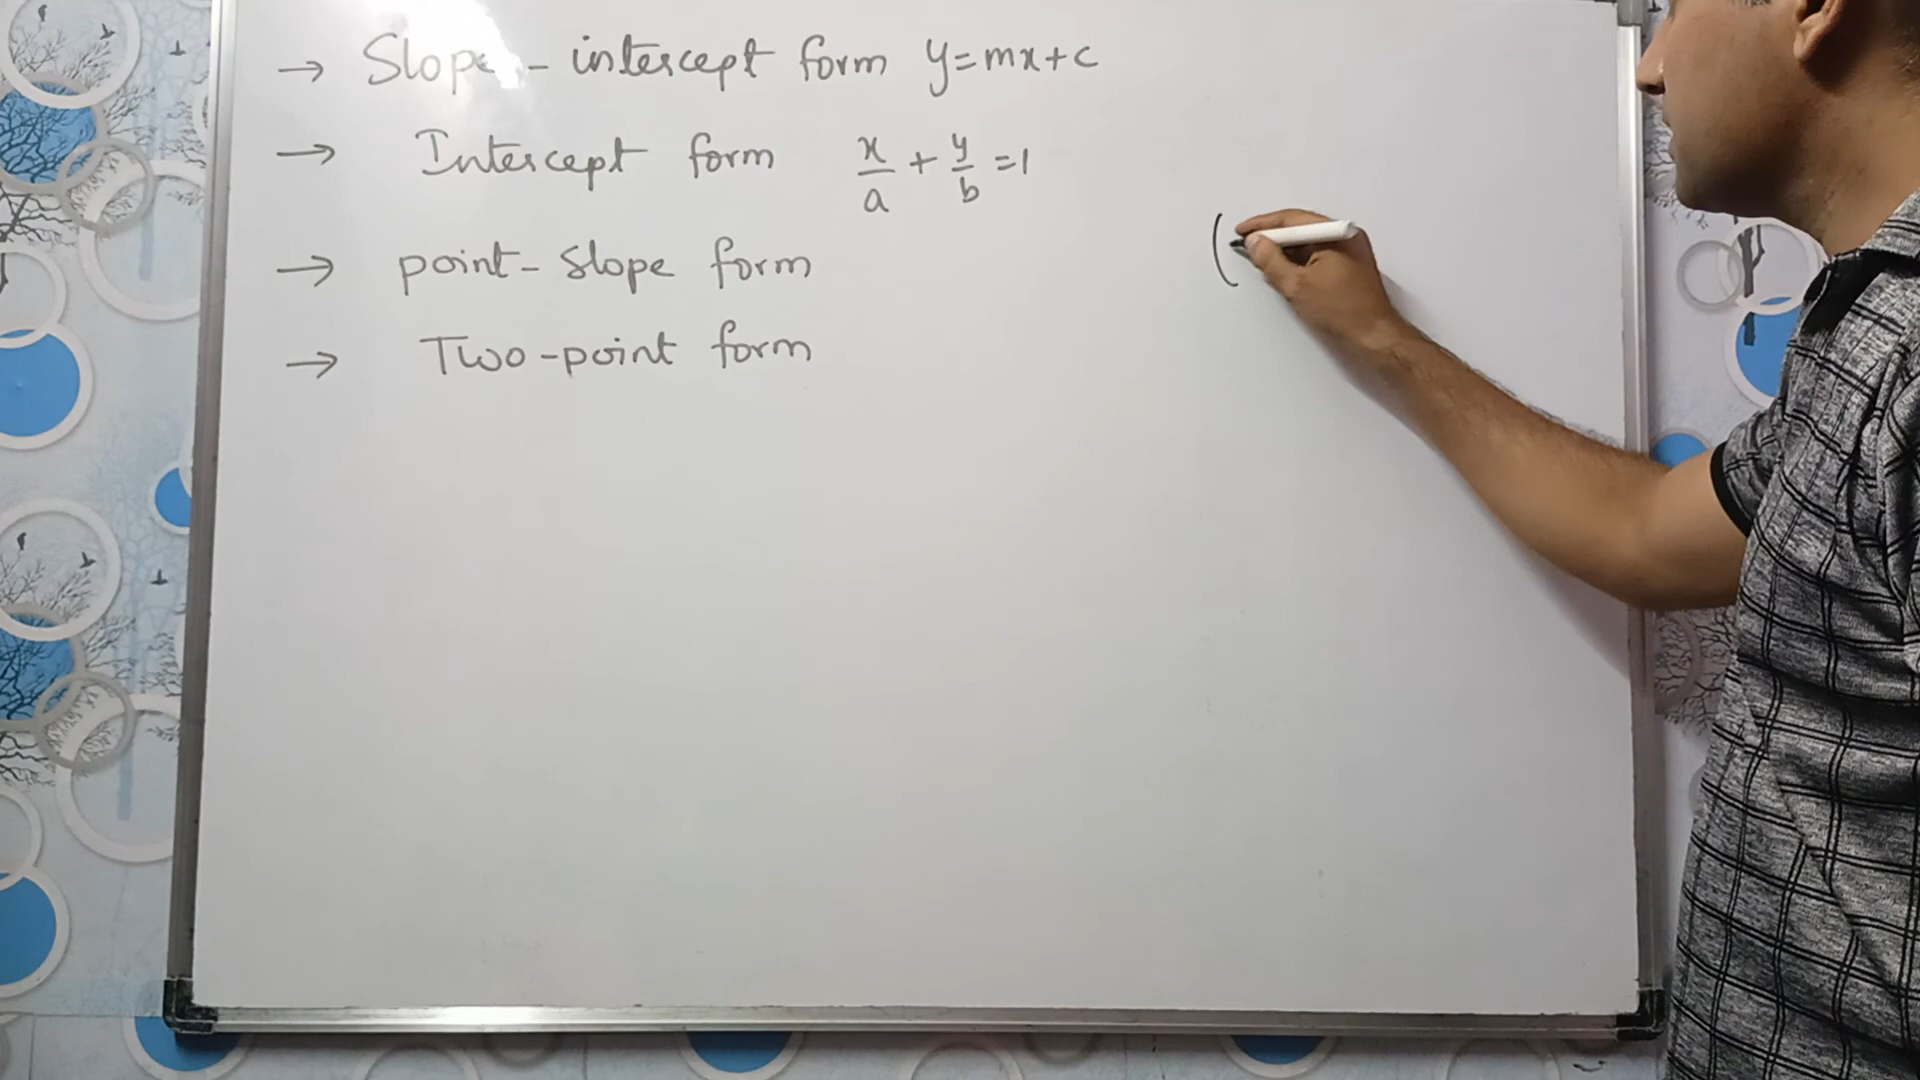 → Slope - intercept form y=mx+c
→ Intercept form x/a + y/b =1
→ point- slope form
→ Two-point form
(